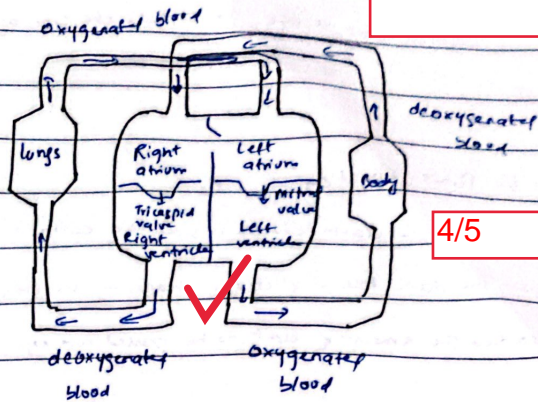 oxygenated blood
deoxygenated
blood
Lungs
Right
atrium
Left
atrium
Body
Tricuspid
valve
Mitral
valve
Right
ventricle
Left
ventricle
4/5
deoxygenated
blood
oxygenated
blood